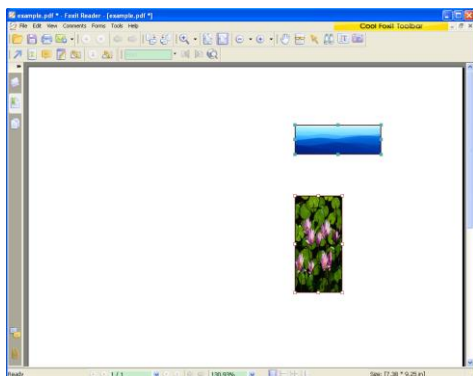 example.pdf * - Foxit Reader - [example.pdf *]
File Edit View Comments Forms Tools Help
Cool Foxit Toolbar
Ready
1 / 1
130.93%
Size: [7.38 * 9.25 in]